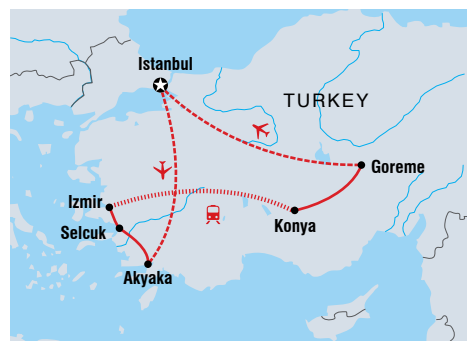 Istanbul
TURKEY
Goreme
Izmir
Konya
Selcuk
Akyaka